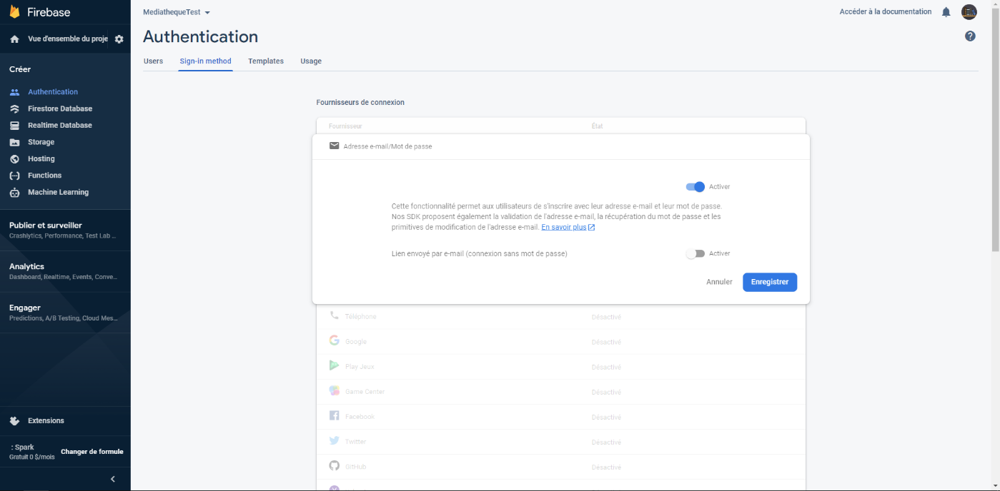 Firebase
Vue d'ensemble du proje
Créer
Authentication
Firestore Database
Realtime Database
Storage
Hosting
Functions
Machine Learning
Publier et surveiller
Crashlytics, Performance, Test Lab ...
Analytics
Dashboard, Realtime, Events, Conve...
Engager
Predictions, A/B Testing, Cloud Mes...
Extensions
: Spark
Gratuit 0 $/mois
Changer de formule
MediathequeTest
Accéder à la documentation
Authentication
Users Sign-in method Templates Usage
Fournisseurs de connexion
Fournisseur État
Adresse e-mail/Mot de passe
Activer
Cette fonctionnalité permet aux utilisateurs de s'inscrire avec leur adresse e-mail et leur mot de passe.
Nos SDK proposent également la validation de l'adresse e-mail, la récupération du mot de passe et les
primitives de modification de l'adresse e-mail. En savoir plus
Lien envoyé par e-mail (connexion sans mot de passe) Activer
Annuler Enregistrer
Téléphone Désactivé
Google Désactivé
Play Jeux Désactivé
Game Center Désactivé
Facebook Désactivé
Twitter Désactivé
GitHub Désactivé